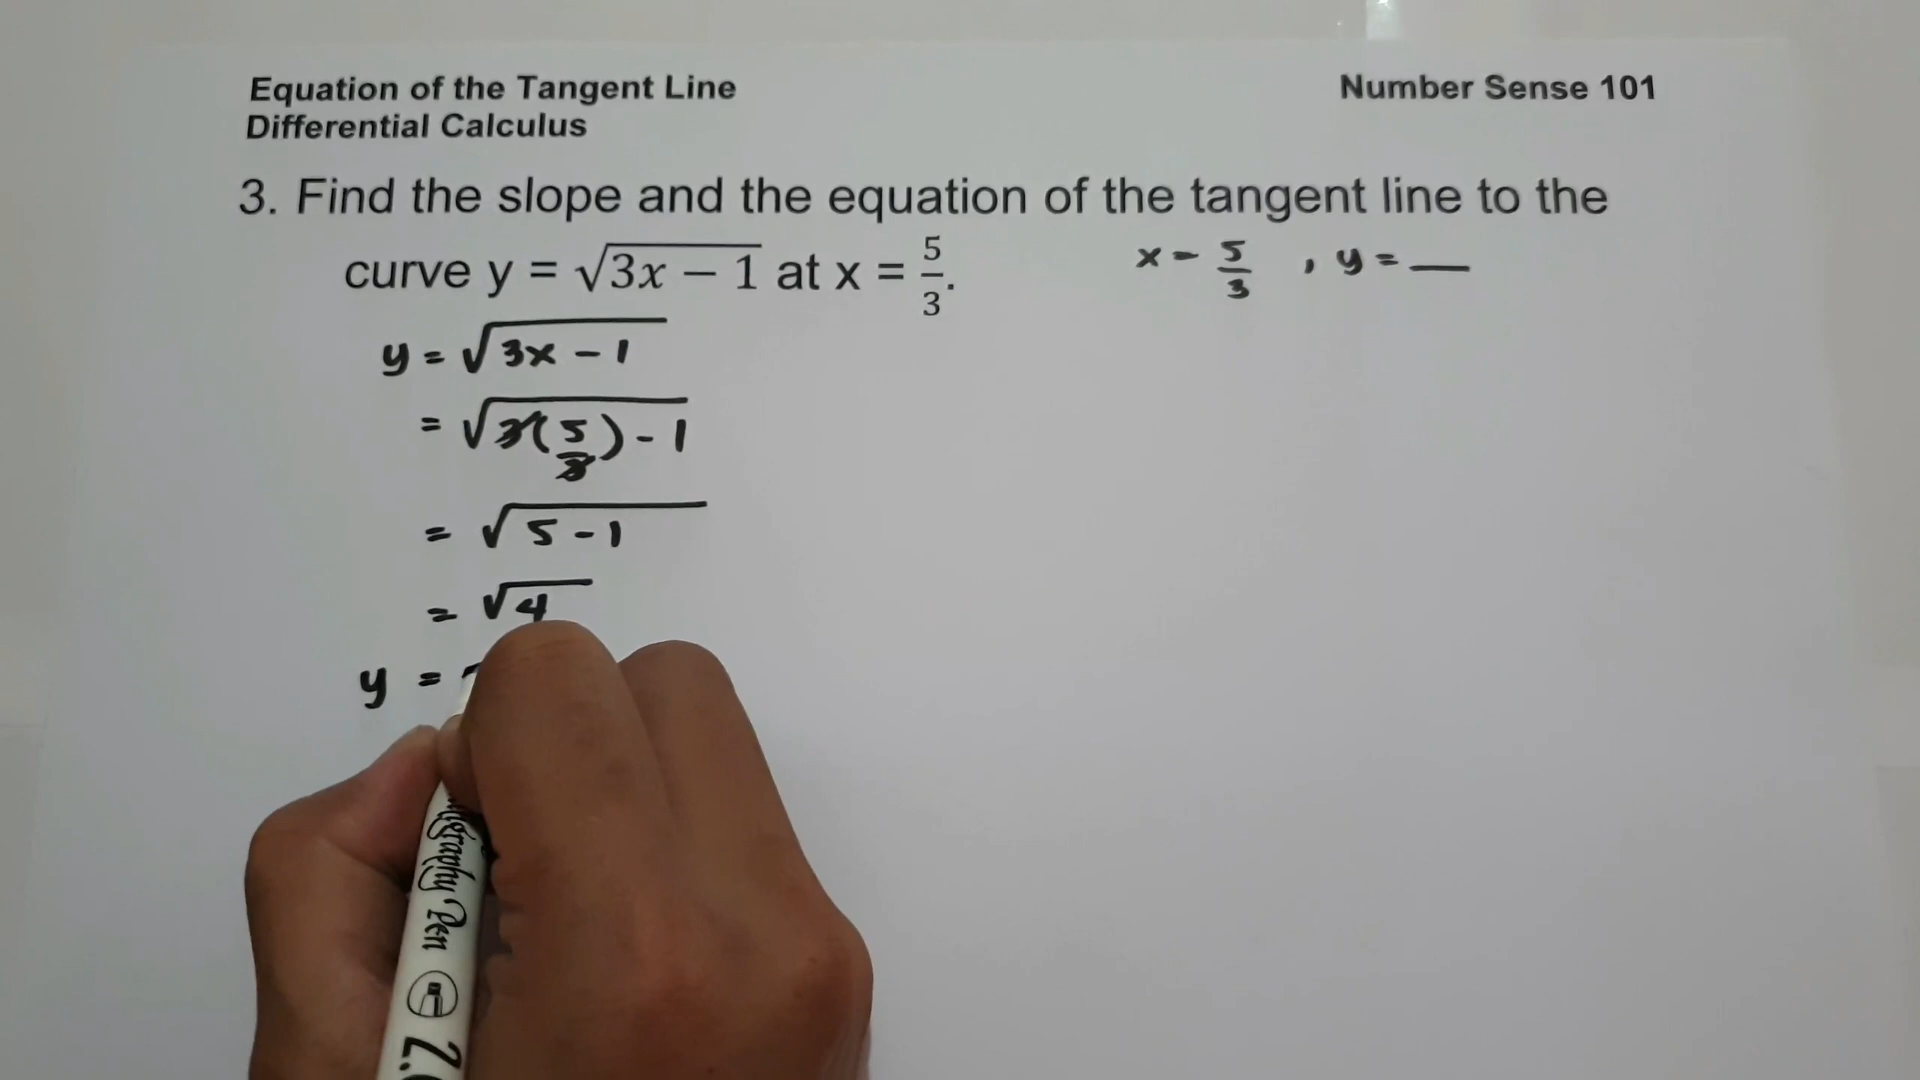 Equation of the Tangent Line
Number Sense 101
Differential Calculus
3. Find the slope and the equation of the tangent line to the
curve y = √(3x − 1) at x = 5/3.
x = 5/3 , y = __
y = √(3x − 1)
= √(3(5/3) − 1)
= √(5 − 1)
= √4
y =
Pen